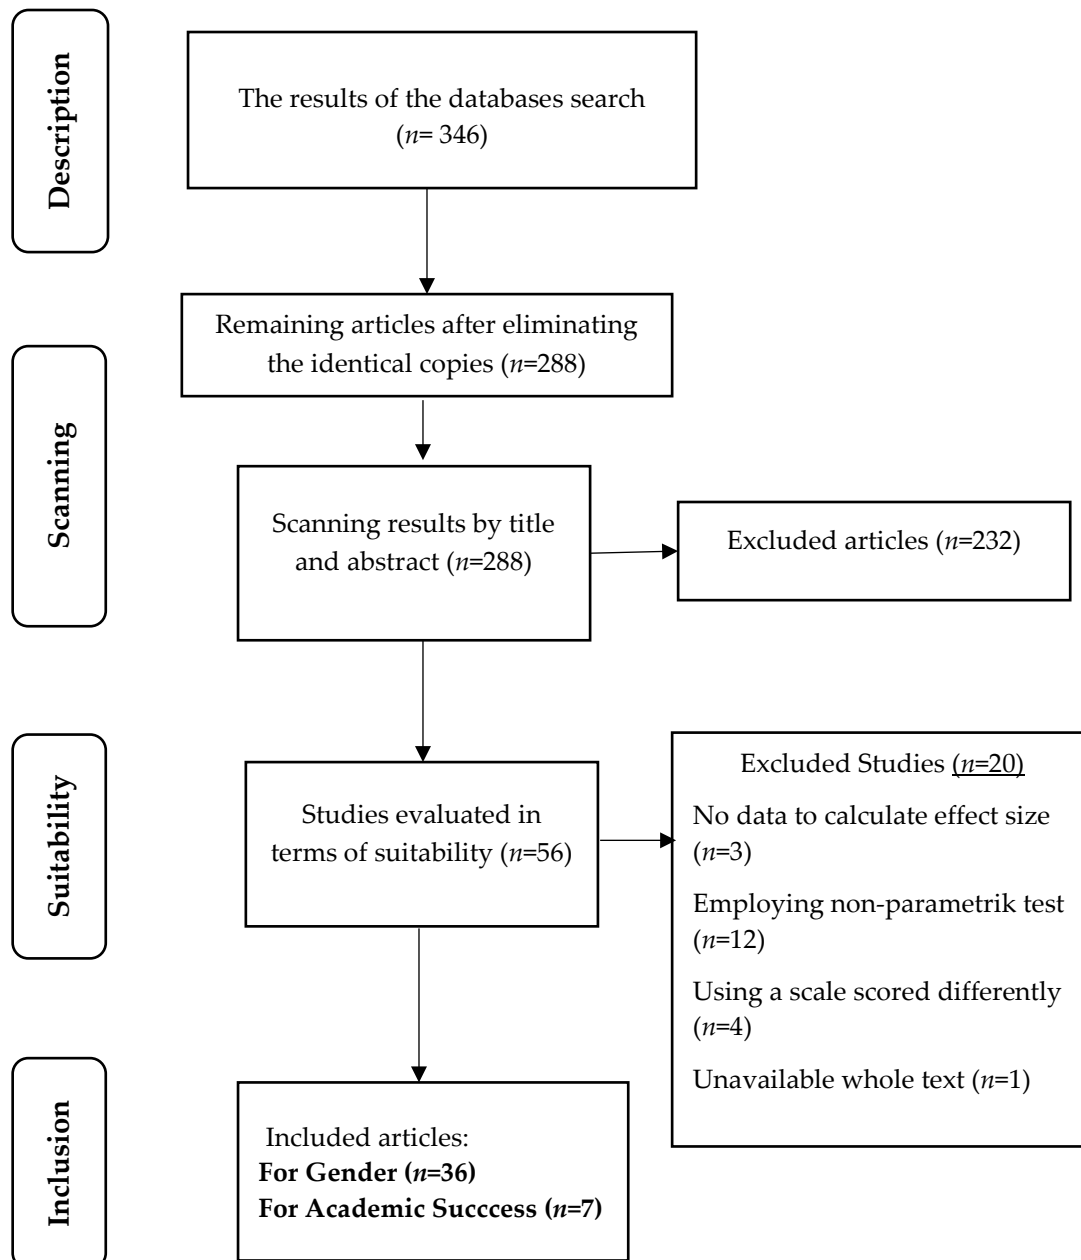 Description
The results of the databases search
(n= 346)
Remaining articles after eliminating
the identical copies (n=288)
Scanning
Scanning results by title
and abstract (n=288)
Excluded articles (n=232)
Suitability
Studies evaluated in
terms of suitability (n=56)
Excluded Studies (n=20)
No data to calculate effect size
(n=3)
Employing non-parametrik test
(n=12)
Using a scale scored differently
(n=4)
Unavailable whole text (n=1)
Inclusion
Included articles:
For Gender (n=36)
For Academic Succcess (n=7)